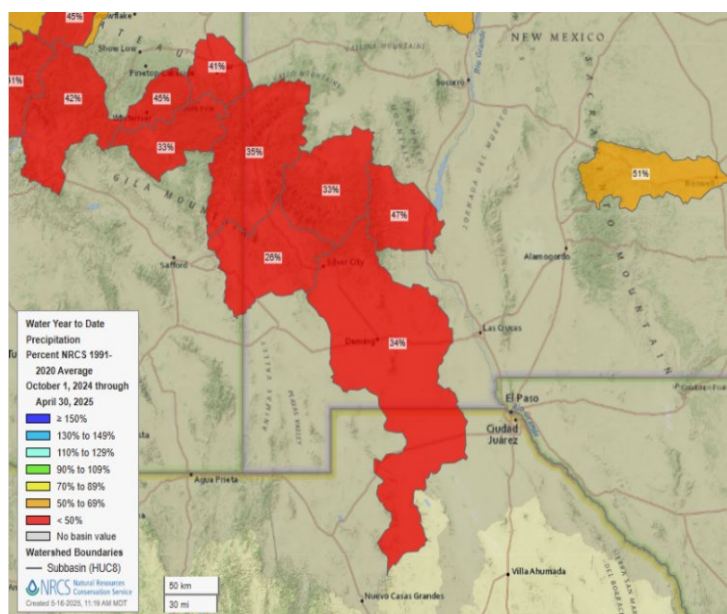 45%
Show Low
41%
NEW MEXICO
Socorro
Rio Grande
42%
45%
33%
35%
33%
47%
51%
JORNADA DEL MUERTO
GILA MOUNTAINS
Safford
26%
Silver City
Alamogordo
Las Cruces
Deming
34%
El Paso
Ciudad
Juárez
Agua Prieta
Villa Ahumada
Nuevo Casas Grandes
Water Year to Date
Precipitation
Percent NRCS 1991-
2020 Average
October 1, 2024 through
April 30, 2025
≥ 150%
130% to 149%
110% to 129%
90% to 109%
70% to 89%
50% to 69%
< 50%
No basin value
Watershed Boundaries
Subbasin (HUC8)
NRCS
Natural Resources
Conservation Service
Created 5-16-2025, 11:19 AM MDT
50 km
30 mi